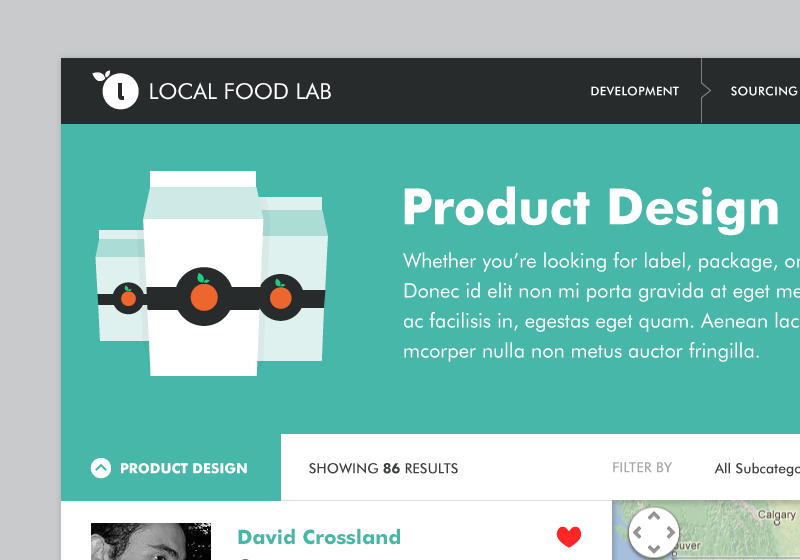 LOCAL FOOD LAB
DEVELOPMENT
SOURCING
Product Design
Whether you're looking for label, package, or
Donec id elit non mi porta gravida at eget me
ac facilisis in, egestas eget quam. Aenean lac
mcorper nulla non metus auctor fringilla.
PRODUCT DESIGN
SHOWING 86 RESULTS
FILTER BY
All Subcatego
David Crossland
Calgary
uver